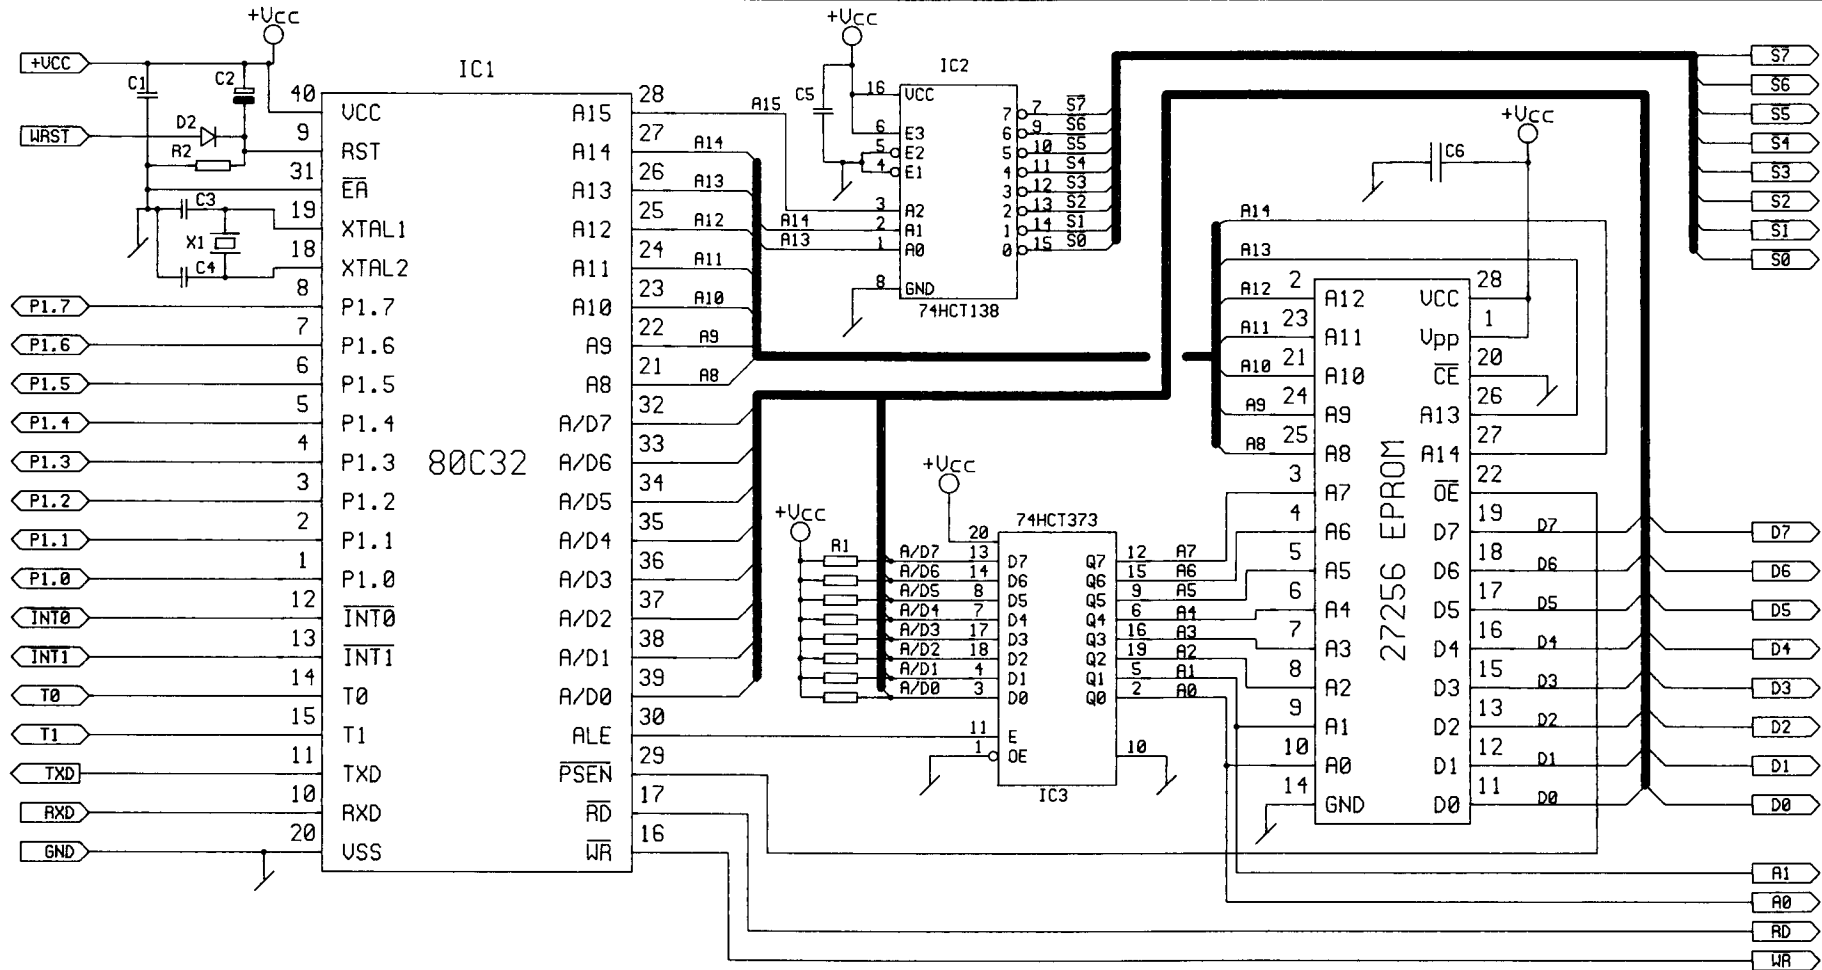 +Vcc
+VCC
C1
C2
WRST
D2
R2
C3
X1
C4
P1.7
P1.6
P1.5
P1.4
P1.3
P1.2
P1.1
P1.0
INT0
INT1
T0
T1
TXD
RXD
GND
IC1
80C32
40 VCC
9 RST
31 EA
19 XTAL1
18 XTAL2
8 P1.7
7 P1.6
6 P1.5
5 P1.4
4 P1.3
3 P1.2
2 P1.1
1 P1.0
12 INT0
13 INT1
14 T0
15 T1
11 TXD
10 RXD
20 VSS
A15 28 A15
A14 27 A14
A13 26 A13
A12 25 A12
A11 24 A11
A10 23 A10
A9 22 A9
A8 21 A8
A/D7 32
A/D6 33
A/D5 34
A/D4 35
A/D3 36
A/D2 37
A/D1 38
A/D0 39
ALE 30
PSEN 29
RD 17
WR 16
+Vcc
C5
IC2
16 VCC
6 E3
5 E2
4 E1
3 A2
A14 2 A1
A13 1 A0
8 GND
7 7 S7
6 9 S6
5 10 S5
4 11 S4
3 12 S3
2 13 S2
1 14 S1
0 15 S0
74HCT138
+Vcc
+Vcc
R1
74HCT373
20
A/D7 13 D7
A/D6 14 D6
A/D5 8 D5
A/D4 7 D4
A/D3 17 D3
A/D2 18 D2
A/D1 4 D1
A/D0 3 D0
11 E
1 OE
Q7 12 A7
Q6 15 A6
Q5 9 A5
Q4 6 A4
Q3 16 A3
Q2 19 A2
Q1 5 A1
Q0 2 A0
10
IC3
+Vcc
C6
A14
A13
27256 EPROM
A12 2 A12
A11 23 A11
A10 21 A10
A9 24 A9
A8 25 A8
3 A7
4 A6
5 A5
6 A4
7 A3
8 A2
9 A1
10 A0
14 GND
VCC 28
Vpp 1
CE 20
A13 26
A14 27
OE 22
D7 19 D7
D6 18 D6
D5 17 D5
D4 16 D4
D3 15 D3
D2 13 D2
D1 12 D1
D0 11 D0
S7
S6
S5
S4
S3
S2
S1
S0
D7
D6
D5
D4
D3
D2
D1
D0
A1
A0
RD
WR